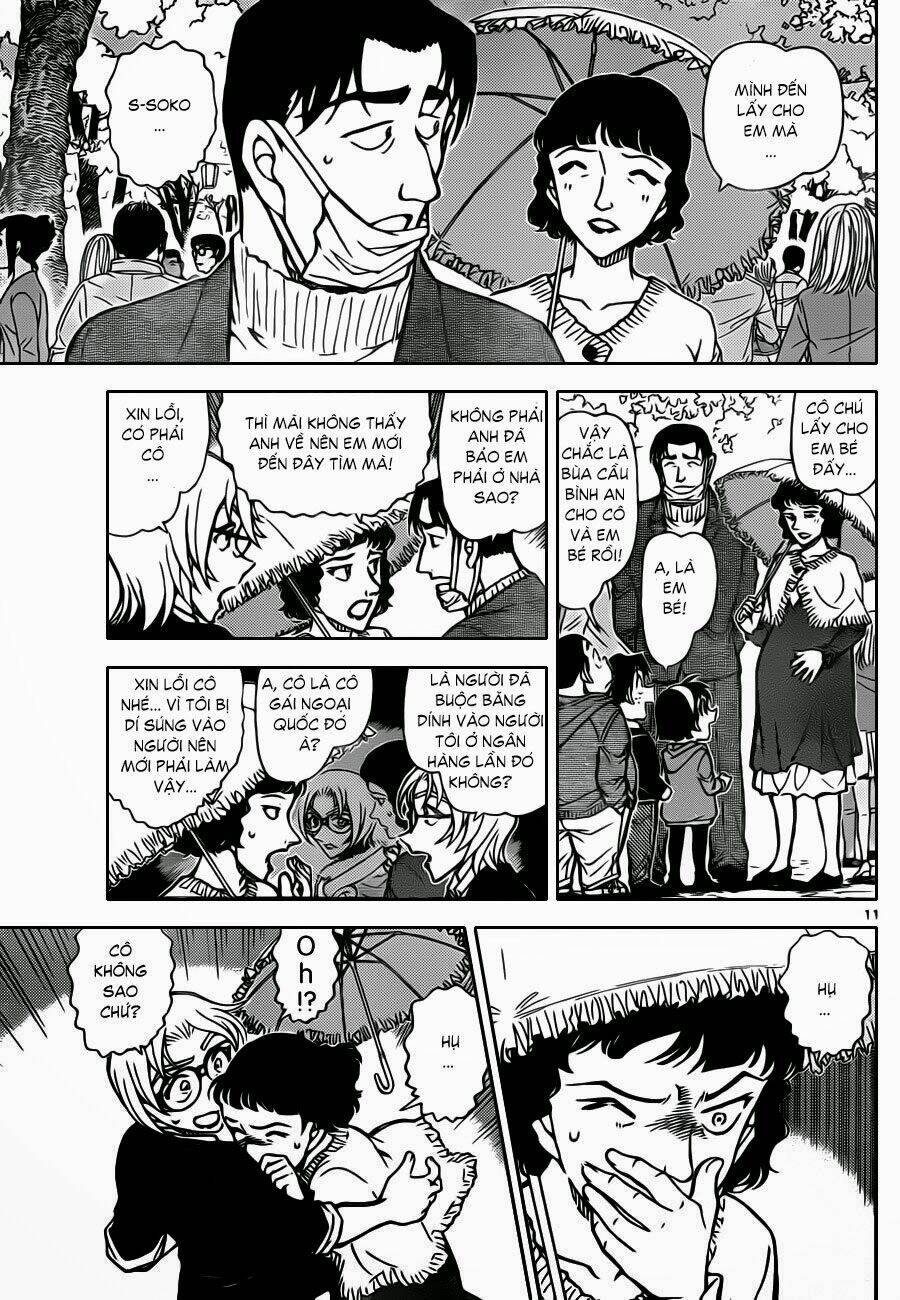 MÌNH ĐẾN
LẤY CHO
EM MÀ
...
S-SOKO
...
CÔ CHÚ
LẤY CHO
EM BÉ
ĐẤY...
VẬY
CHẮC LÀ
BÙA CẦU
BÌNH AN
CHO CÔ
VÀ EM
BÉ RỒI!
A, LÀ
EM
BÉ!
KHÔNG PHẢI
ANH ĐÃ
BẢO EM
PHẢI Ở NHÀ
SAO?
THÌ MÃI KHÔNG THẤY
ANH VỀ NÊN EM MỚI
ĐẾN ĐÂY TÌM MÀ!
XIN LỖI,
CÓ PHẢI
CÔ
...
LÀ NGƯỜI ĐÃ
BUỘC BĂNG
DÍNH VÀO NGƯỜI
TÔI Ở NGÂN
HÀNG LẦN ĐÓ
KHÔNG?
A, CÔ LÀ CÔ
GÁI NGOẠI
QUỐC ĐÓ
À?
XIN LỖI CÔ
NHÉ... VÌ TÔI BỊ
DÍ SÚNG VÀO
NGƯỜI NÊN
MỚI PHẢI LÀM
VẬY...
11
HỤ
...
HỤ
...
Oh
!?
CÔ
KHÔNG
SAO
CHỨ?